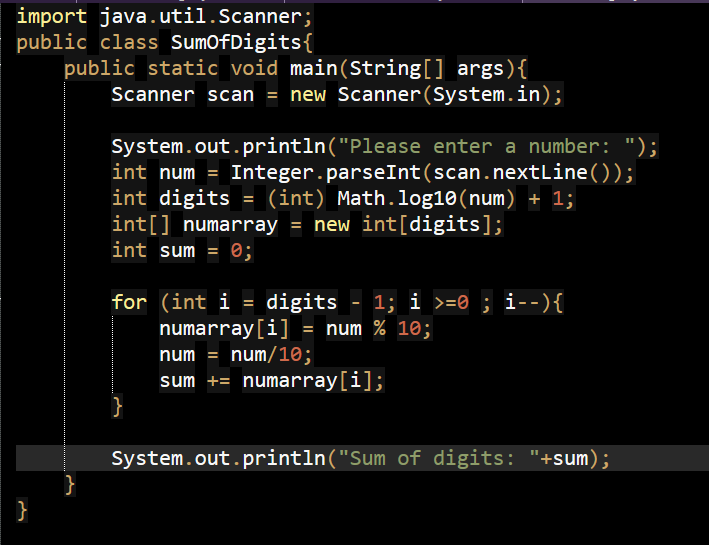 import java.util.Scanner;
public class SumOfDigits{
    public static void main(String[] args){
        Scanner scan = new Scanner(System.in);

        System.out.println("Please enter a number: ");
        int num = Integer.parseInt(scan.nextLine());
        int digits = (int) Math.log10(num) + 1;
        int[] numarray = new int[digits];
        int sum = 0;

        for (int i = digits - 1; i >=0 ; i--){
            numarray[i] = num % 10;
            num = num/10;
            sum += numarray[i];
        }

        System.out.println("Sum of digits: "+sum);
    }
}